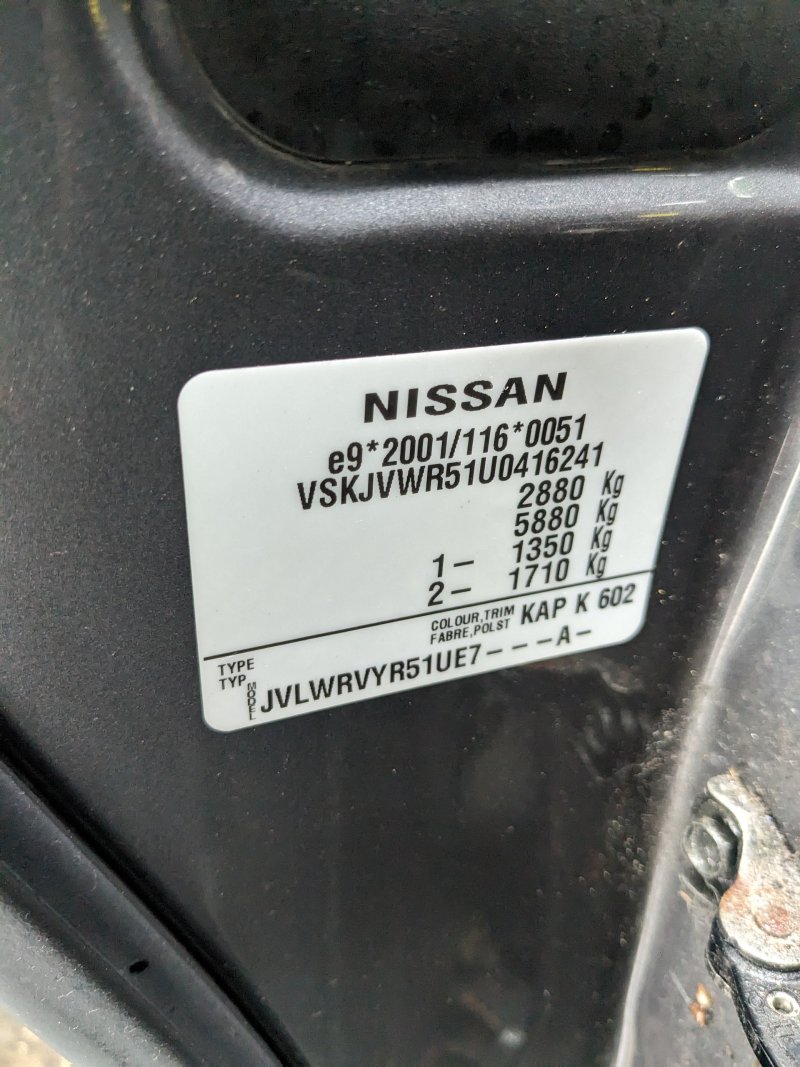 NISSAN
e9*2001/116*0051
VSKJVWR51U0416241
2880 Kg
5880 Kg
1– 1350 Kg
2– 1710 Kg
COLOUR,TRIM KAP K 602
FABRE,POLST
TYPE
TYP
MODEL JVLWRVYR51UE7---A-